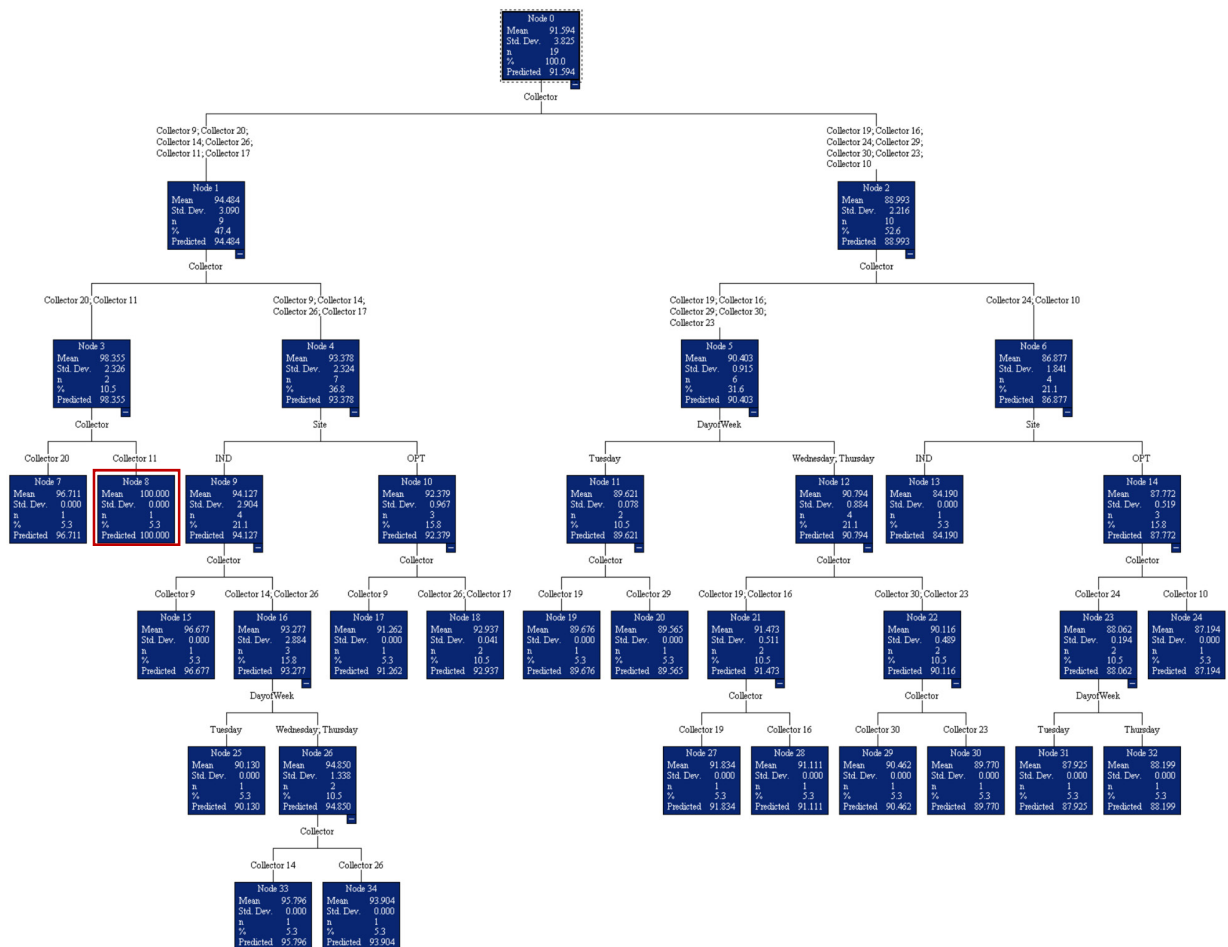 Node 0
Mean 91.594
Std. Dev. 3.825
n 19
% 100.0
Predicted 91.594
Collector
Collector 9; Collector 20;
Collector 14; Collector 26;
Collector 11; Collector 17
Collector 19; Collector 16;
Collector 24; Collector 29;
Collector 30; Collector 23;
Collector 10
Node 1
Mean 94.484
Std. Dev. 3.090
n 9
% 47.4
Predicted 94.484
Collector
Node 2
Mean 88.993
Std. Dev. 2.216
n 10
% 52.6
Predicted 88.993
Collector
Collector 20; Collector 11
Collector 9; Collector 14;
Collector 26; Collector 17
Collector 19; Collector 16;
Collector 29; Collector 30;
Collector 23
Collector 24; Collector 10
Node 3
Mean 98.355
Std. Dev. 2.326
n 2
% 10.5
Predicted 98.355
Collector
Node 4
Mean 93.378
Std. Dev. 2.324
n 7
% 36.8
Predicted 93.378
Site
Node 5
Mean 90.403
Std. Dev. 0.915
n 6
% 31.6
Predicted 90.403
DayofWeek
Node 6
Mean 86.877
Std. Dev. 1.841
n 4
% 21.1
Predicted 86.877
Site
Collector 20
Node 7
Mean 96.711
Std. Dev. 0.000
n 1
% 5.3
Predicted 96.711
Collector 11
Node 8
Mean 100.000
Std. Dev. 0.000
n 1
% 5.3
Predicted 100.000
IND
Node 9
Mean 94.127
Std. Dev. 2.904
n 4
% 21.1
Predicted 94.127
Collector
OPT
Node 10
Mean 92.379
Std. Dev. 0.967
n 3
% 15.8
Predicted 92.379
Collector
Tuesday
Node 11
Mean 89.621
Std. Dev. 0.078
n 2
% 10.5
Predicted 89.621
Collector
Wednesday; Thursday
Node 12
Mean 90.794
Std. Dev. 0.884
n 4
% 21.1
Predicted 90.794
Collector
IND
Node 13
Mean 84.190
Std. Dev. 0.000
n 1
% 5.3
Predicted 84.190
OPT
Node 14
Mean 87.772
Std. Dev. 0.519
n 3
% 15.8
Predicted 87.772
Collector
Collector 9
Node 15
Mean 96.677
Std. Dev. 0.000
n 1
% 5.3
Predicted 96.677
Collector 14; Collector 26
Node 16
Mean 93.277
Std. Dev. 2.884
n 3
% 15.8
Predicted 93.277
DayofWeek
Collector 9
Node 17
Mean 91.262
Std. Dev. 0.000
n 1
% 5.3
Predicted 91.262
Collector 26; Collector 17
Node 18
Mean 92.937
Std. Dev. 0.041
n 2
% 10.5
Predicted 92.937
Collector 19
Node 19
Mean 89.676
Std. Dev. 0.000
n 1
% 5.3
Predicted 89.676
Collector 29
Node 20
Mean 89.565
Std. Dev. 0.000
n 1
% 5.3
Predicted 89.565
Collector 19; Collector 16
Node 21
Mean 91.473
Std. Dev. 0.511
n 2
% 10.5
Predicted 91.473
Collector
Collector 30; Collector 23
Node 22
Mean 90.116
Std. Dev. 0.489
n 2
% 10.5
Predicted 90.116
Collector
Collector 24
Node 23
Mean 88.062
Std. Dev. 0.194
n 2
% 10.5
Predicted 88.062
DayofWeek
Collector 10
Node 24
Mean 87.194
Std. Dev. 0.000
n 1
% 5.3
Predicted 87.194
Tuesday
Node 25
Mean 90.130
Std. Dev. 0.000
n 1
% 5.3
Predicted 90.130
Wednesday; Thursday
Node 26
Mean 94.850
Std. Dev. 1.338
n 2
% 10.5
Predicted 94.850
Collector
Collector 19
Node 27
Mean 91.834
Std. Dev. 0.000
n 1
% 5.3
Predicted 91.834
Collector 16
Node 28
Mean 91.111
Std. Dev. 0.000
n 1
% 5.3
Predicted 91.111
Collector 30
Node 29
Mean 90.462
Std. Dev. 0.000
n 1
% 5.3
Predicted 90.462
Collector 23
Node 30
Mean 89.770
Std. Dev. 0.000
n 1
% 5.3
Predicted 89.770
Tuesday
Node 31
Mean 87.925
Std. Dev. 0.000
n 1
% 5.3
Predicted 87.925
Thursday
Node 32
Mean 88.199
Std. Dev. 0.000
n 1
% 5.3
Predicted 88.199
Collector 14
Node 33
Mean 95.796
Std. Dev. 0.000
n 1
% 5.3
Predicted 95.796
Collector 26
Node 34
Mean 93.904
Std. Dev. 0.000
n 1
% 5.3
Predicted 93.904